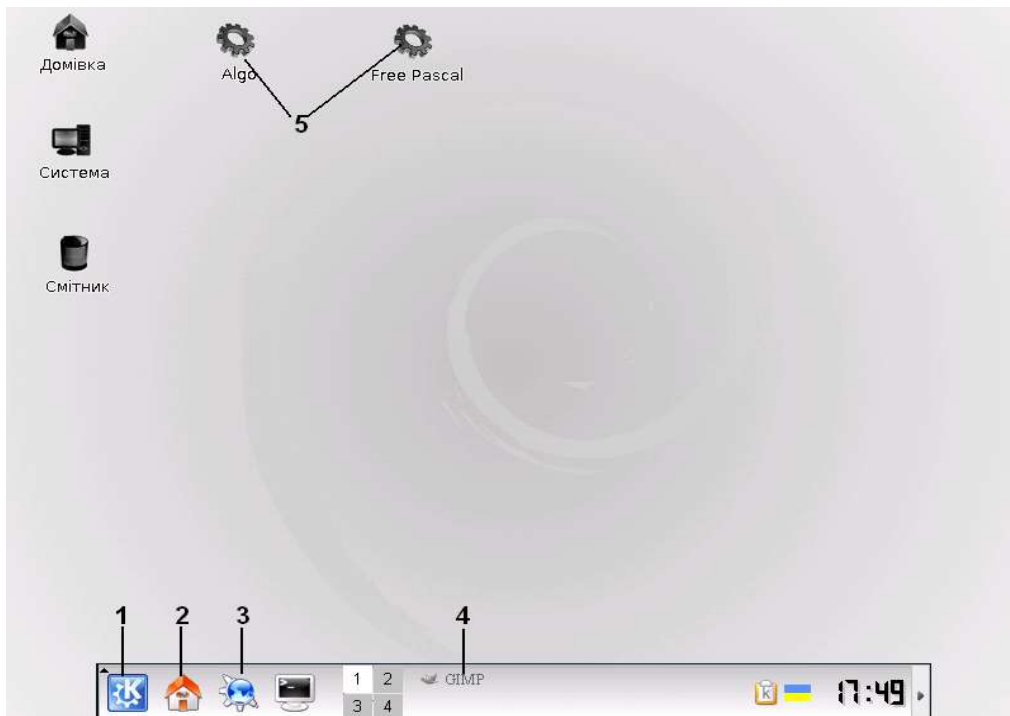 Домівка
Algo
Free Pascal
5
Система
Смітник
1
2
3
4
1 2
GIMP
17:49
3 4